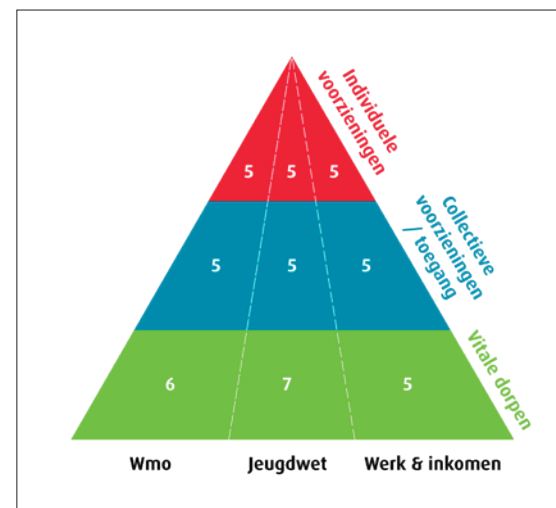 Individuele
voorzieningen
5 5 5
Collectieve
voorzieningen
/ toegang
5 5 5
Vitale dorpen
6 7 5
Wmo Jeugdwet Werk & inkomen